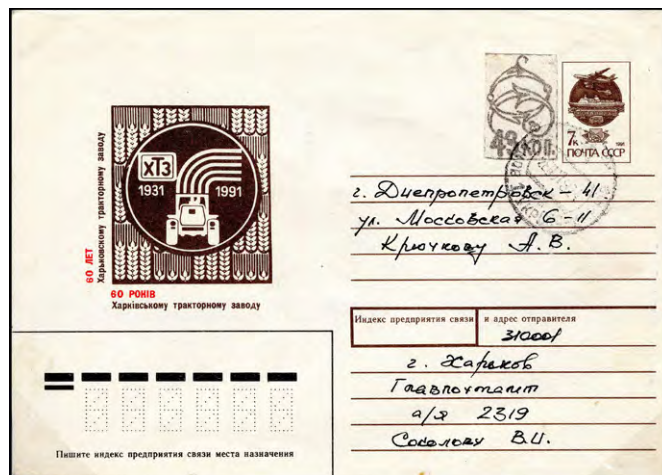 ХТЗ
1931 1991
60 ЛЕТ
Харьковскому тракторному заводу
60 РОКІВ
Харківському тракторному заводу
7к
ПОЧТА СССР
г. Днепропетровск - 41
ул. Московская 6-11
Крючкову А.В.
Индекс предприятия связи и адрес отправителя
310001
г. Харьков
Главпочтамт
а/я 2319
Соколову В.И.
Пишите индекс предприятия связи места назначения